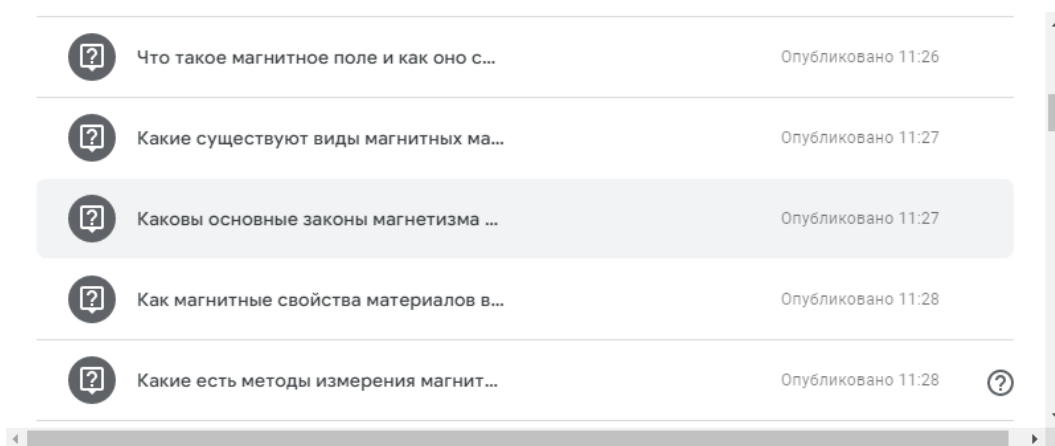 Что такое магнитное поле и как оно с...
Опубликовано 11:26
Какие существуют виды магнитных ма...
Опубликовано 11:27
Каковы основные законы магнетизма ...
Опубликовано 11:27
Как магнитные свойства материалов в...
Опубликовано 11:28
Какие есть методы измерения магнит...
Опубликовано 11:28